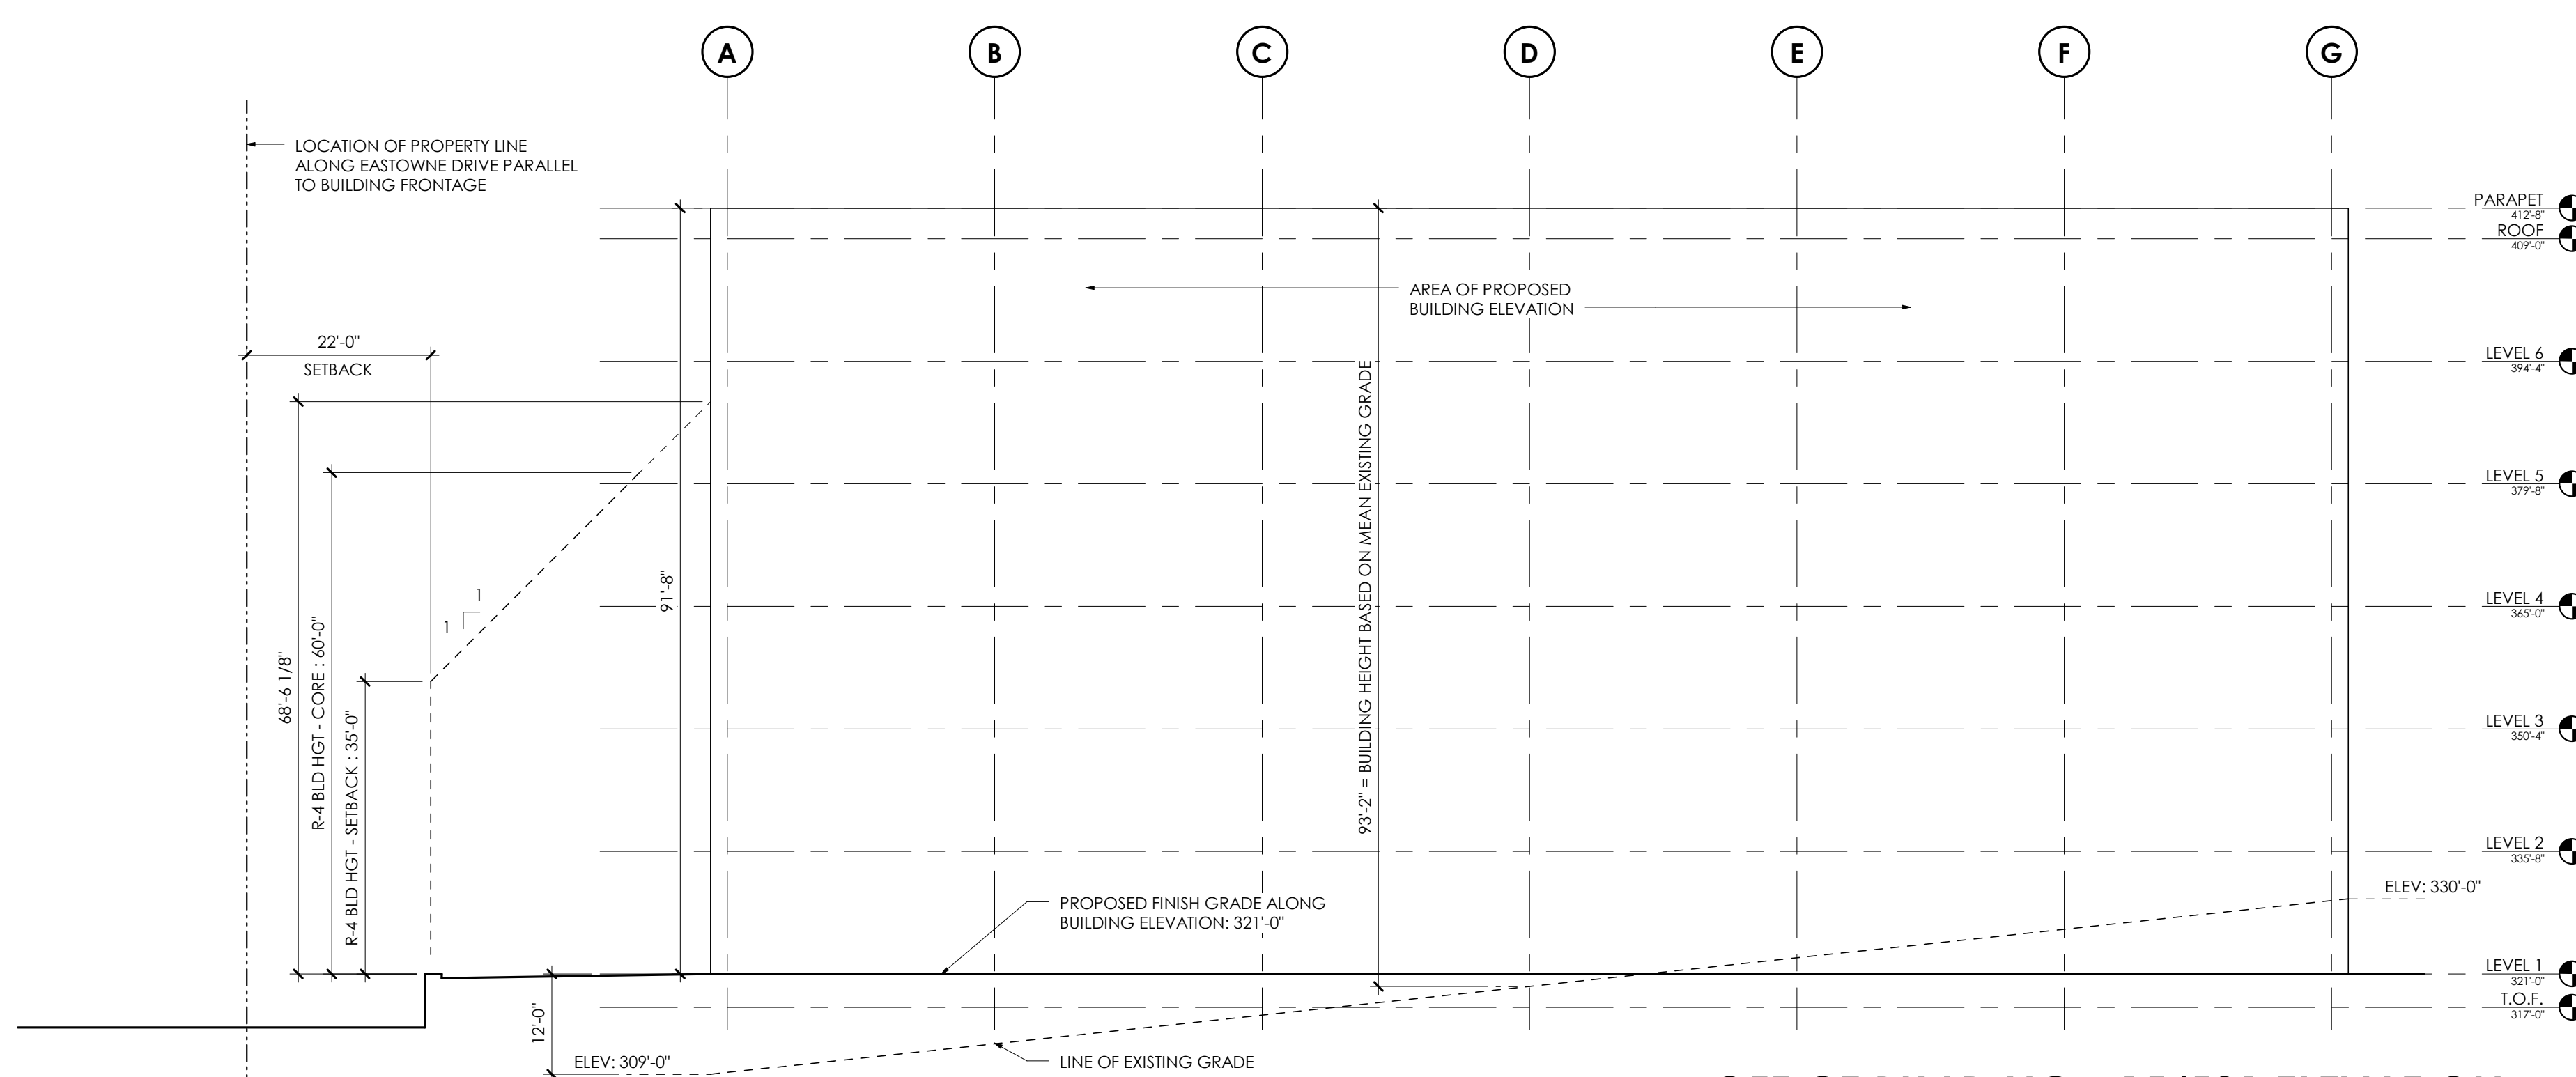 A
B
C
D
E
F
G
LOCATION OF PROPERTY LINE
ALONG EASTOWNE DRIVE PARALLEL
TO BUILDING FRONTAGE
PARAPET
412'-8"
ROOF
409'-0"
AREA OF PROPOSED
BUILDING ELEVATION
22'-0"
SETBACK
LEVEL 6
394'-4"
LEVEL 5
379'-8"
1
1
91'-8"
93'-2" = BUILDING HEIGHT BASED ON MEAN EXISTING GRADE
LEVEL 4
365'-0"
68'-6 1/8"
R-4 BLD HGT - CORE : 60'-0"
R-4 BLD HGT - SETBACK : 35'-0"
LEVEL 3
350'-4"
LEVEL 2
335'-8"
ELEV: 330'-0"
PROPOSED FINISH GRADE ALONG
BUILDING ELEVATION: 321'-0"
LEVEL 1
321'-0"
T.O.F.
317'-0"
12'-0"
ELEV: 309'-0"
LINE OF EXISTING GRADE